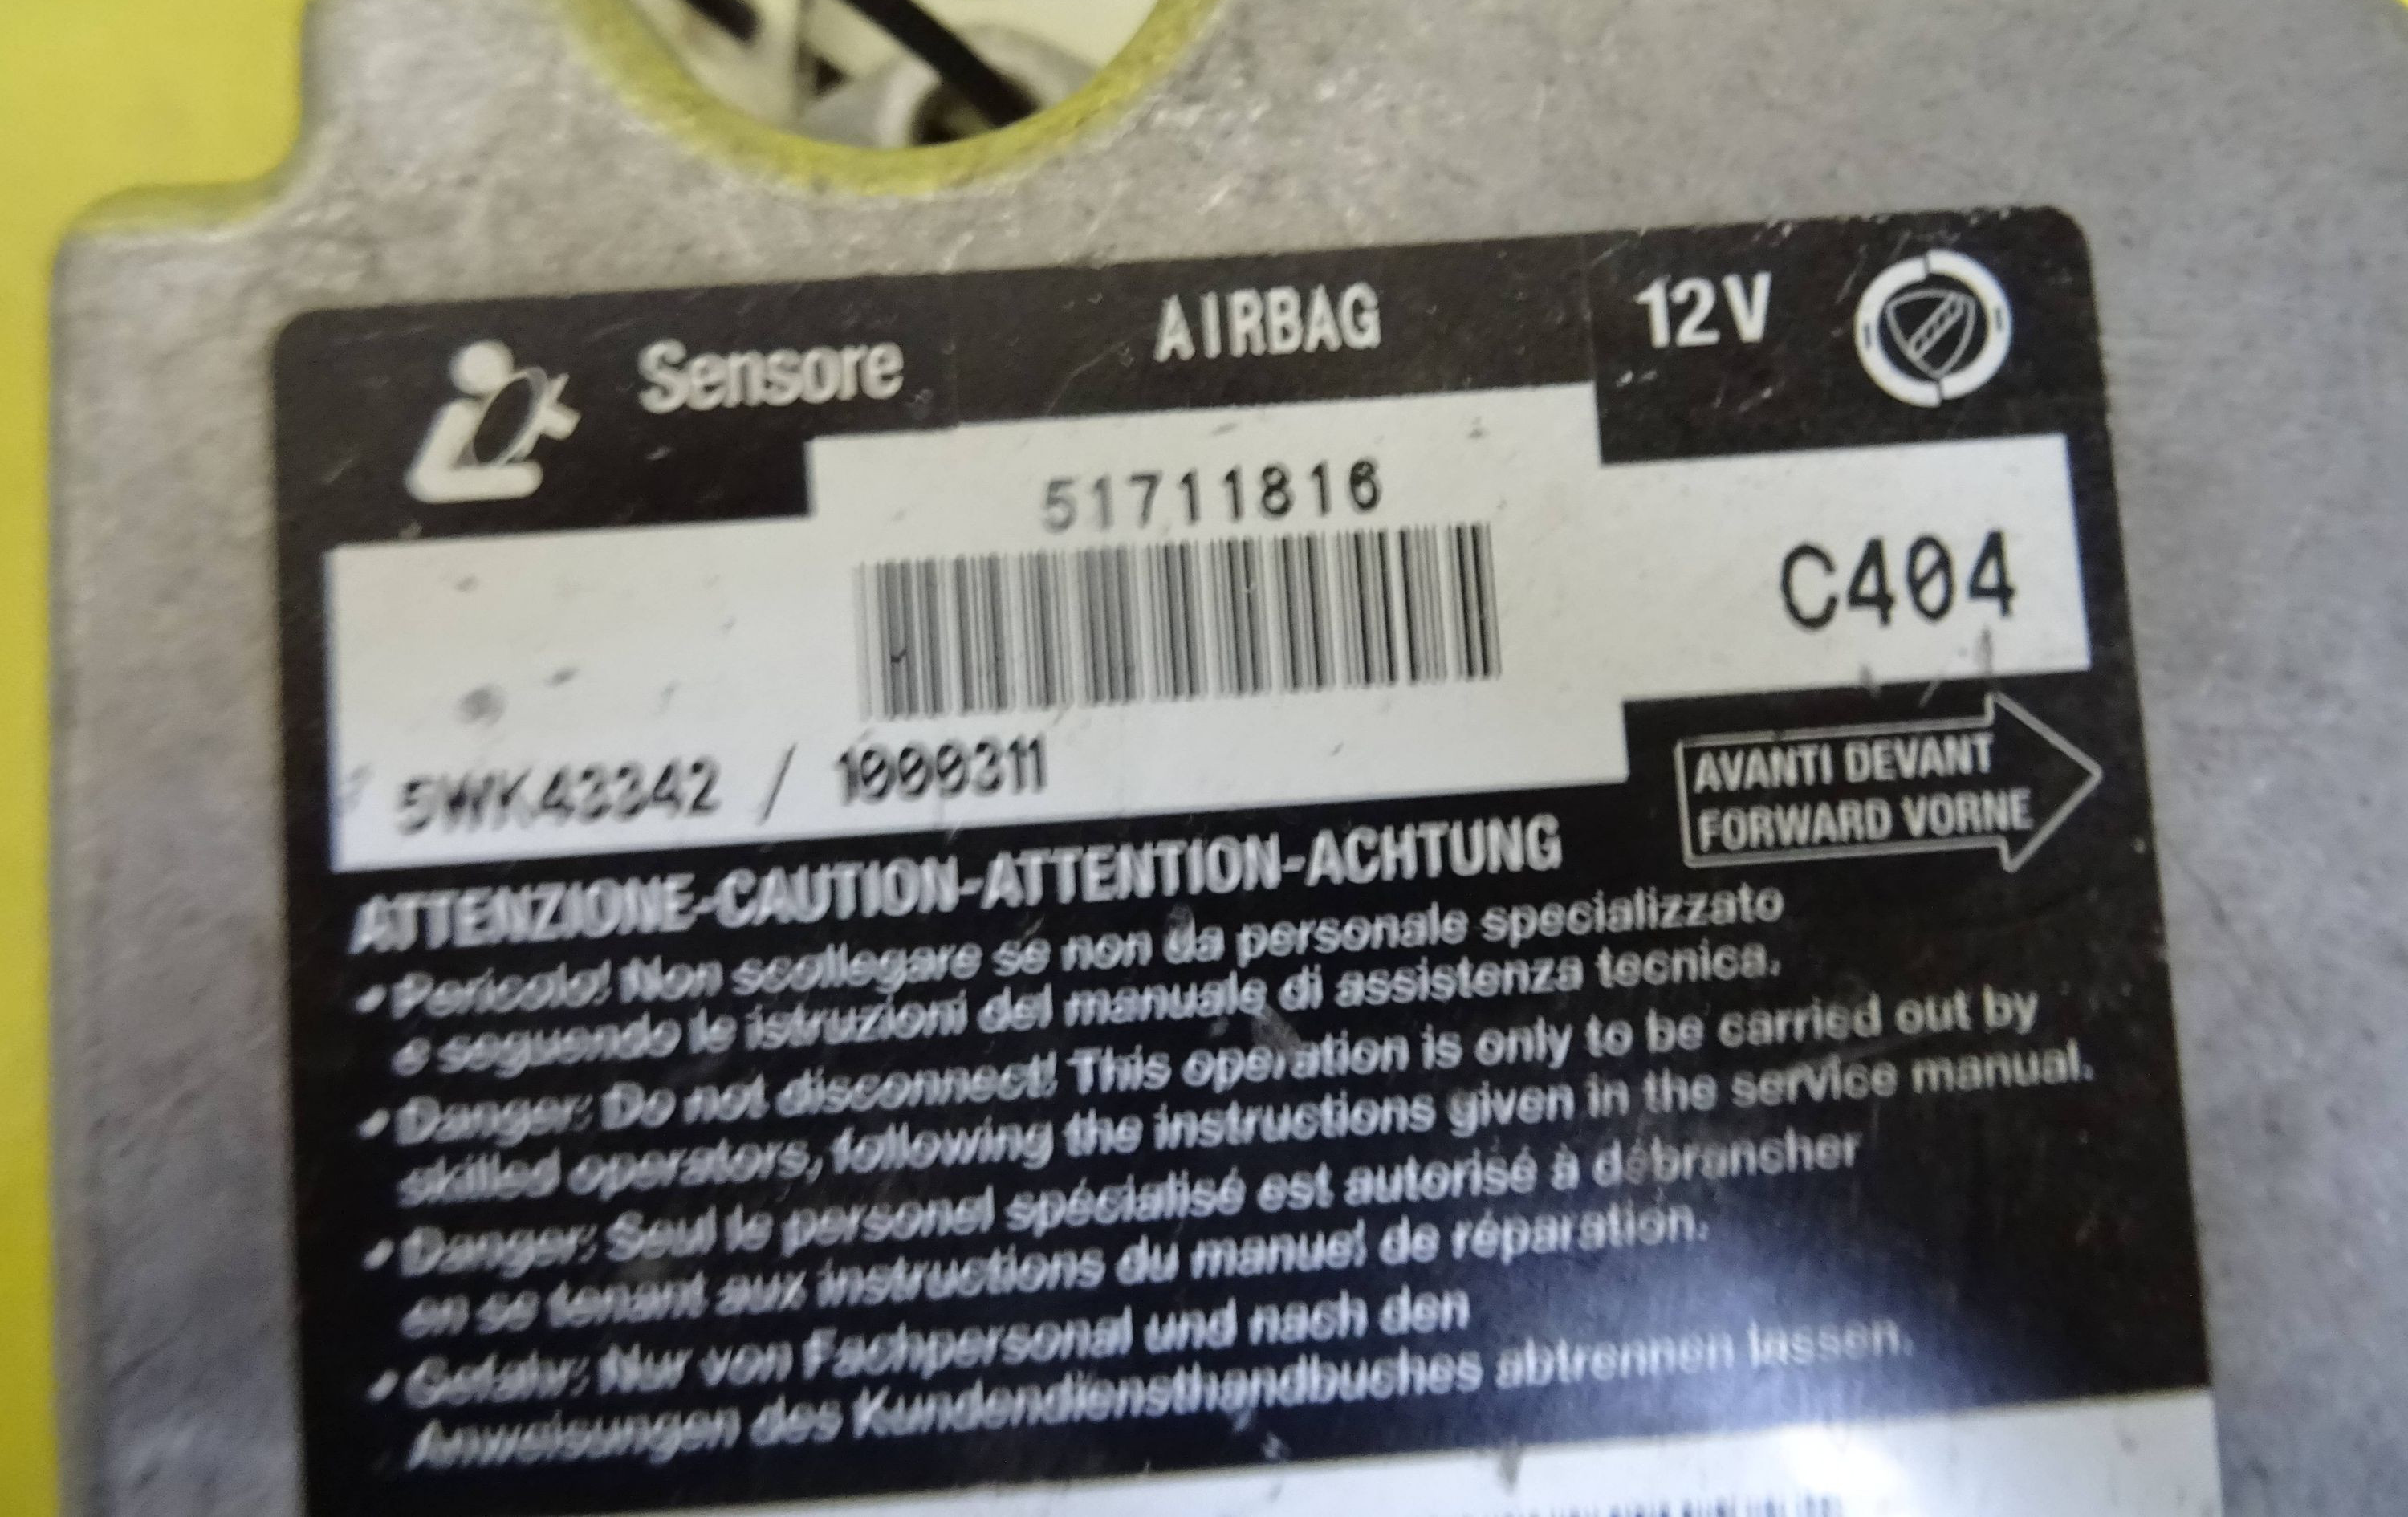 Sensore AIRBAG 12V
51711816
C404
5WK43342 / 1000311
AVANTI DEVANT
FORWARD VORNE
ATTENZIONE-CAUTION-ATTENTION-ACHTUNG
• Pericolo! Non scollegare se non da personale specializzato
e seguendo le istruzioni del manuale di assistenza tecnica.
• Danger: Do not disconnect! This operation is only to be carried out by
skilled operators, following the instructions given in the service manual.
• Danger: Seul le personel spécialisé est autorisé à débrancher
en se tenant aux instructions du manuel de réparation.
• Gefahr: Nur von Fachpersonal und nach den
Anweisungen des Kundendiensthandbuches abtrennen lassen.